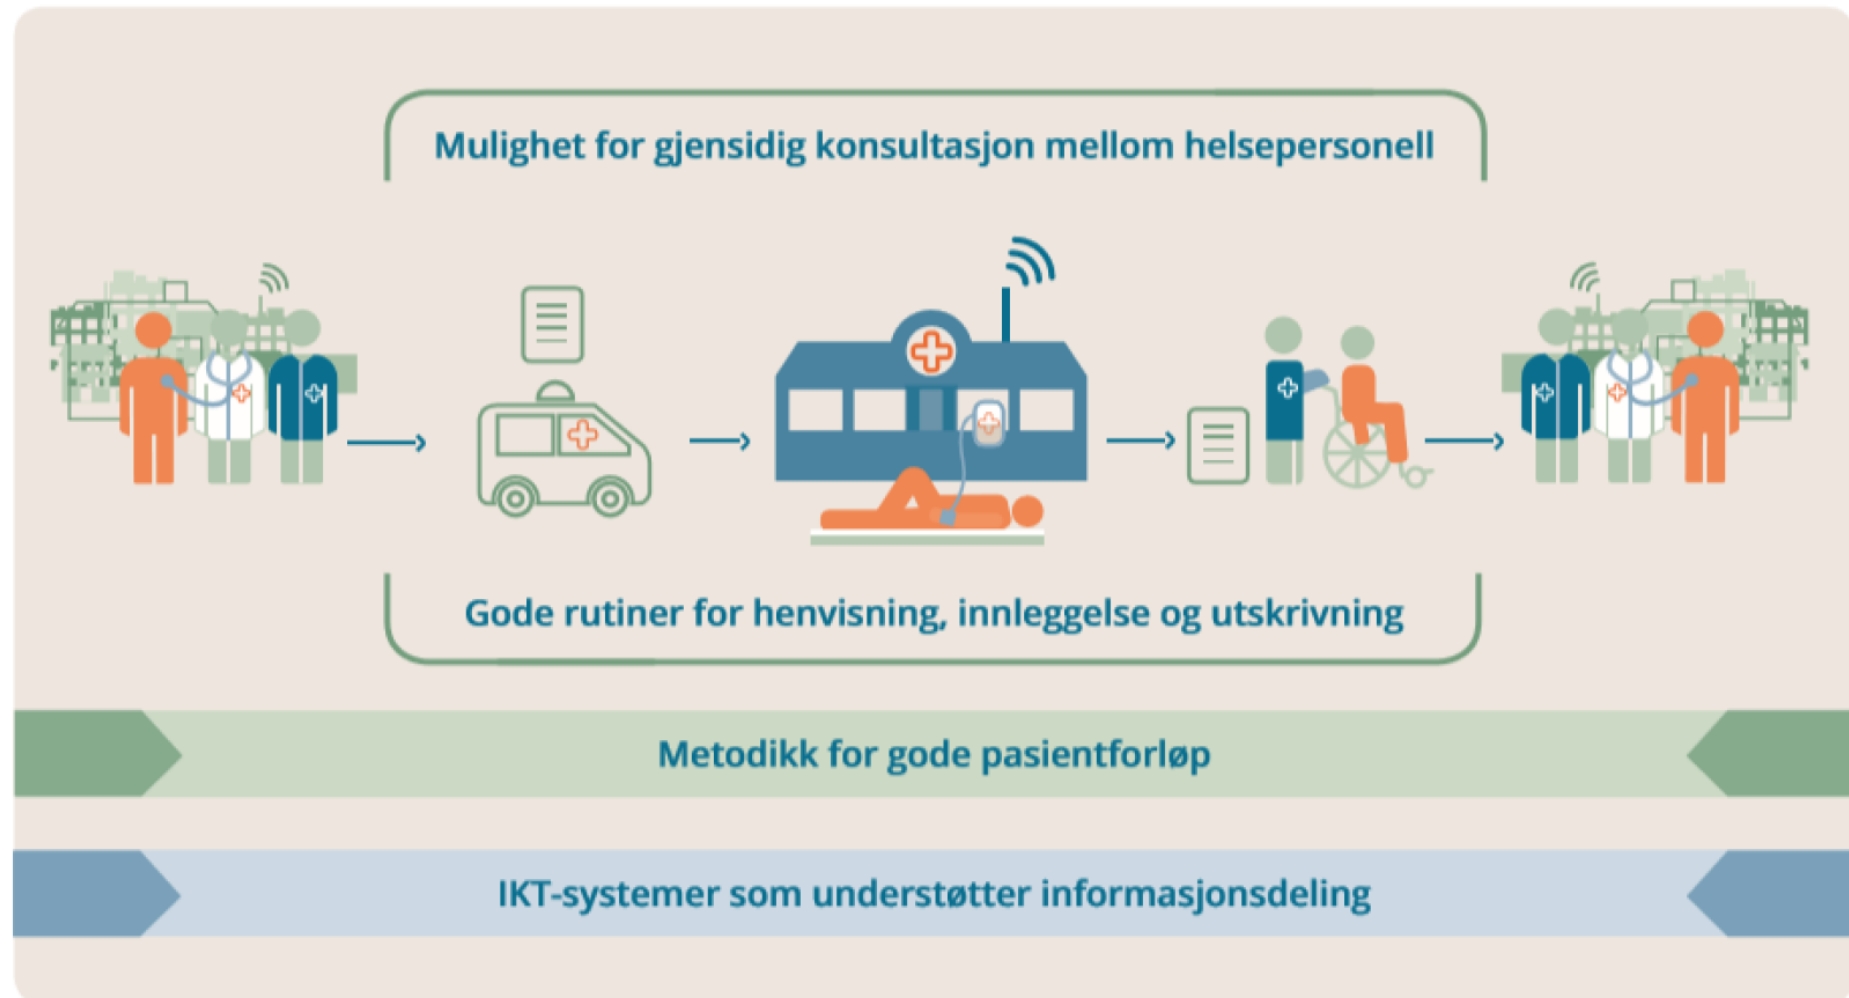 Mulighet for gjensidig konsultasjon mellom helsepersonell
Gode rutiner for henvisning, innleggelse og utskrivning
Metodikk for gode pasientforløp
IKT-systemer som understøtter informasjonsdeling